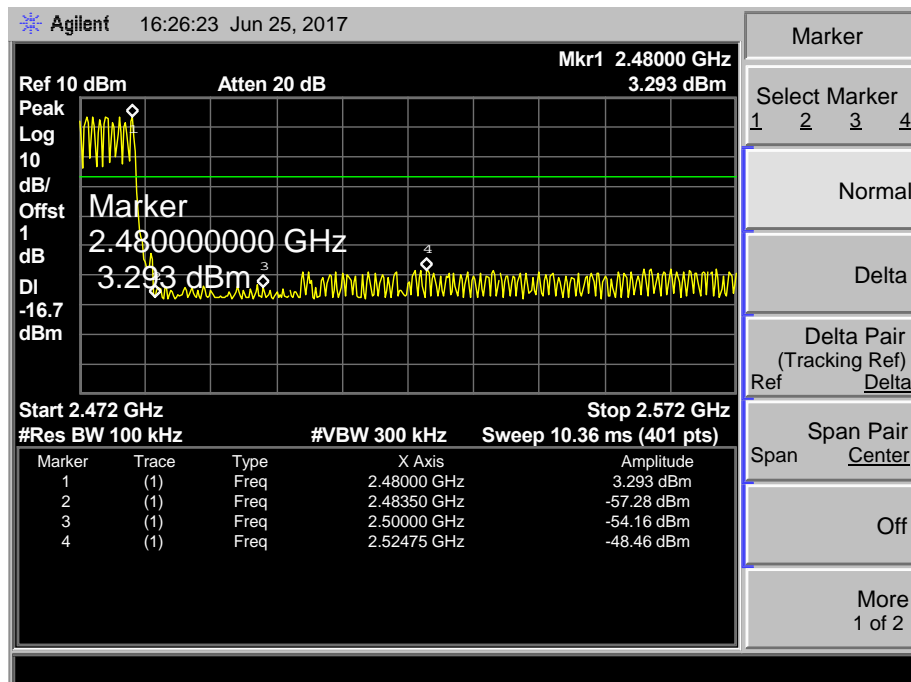 Agilent 16:26:23 Jun 25, 2017
Mkr1 2.48000 GHz
Ref 10 dBm Atten 20 dB 3.293 dBm
Peak
Log
10
dB/
Offst
1
dB
DI
-16.7
dBm
1
2
3
4
Marker
2.480000000 GHz
3.293 dBm
Start 2.472 GHz Stop 2.572 GHz
#Res BW 100 kHz #VBW 300 kHz Sweep 10.36 ms (401 pts)
Marker Trace Type X Axis Amplitude
1 (1) Freq 2.48000 GHz 3.293 dBm
2 (1) Freq 2.48350 GHz -57.28 dBm
3 (1) Freq 2.50000 GHz -54.16 dBm
4 (1) Freq 2.52475 GHz -48.46 dBm
Marker
Select Marker
1 2 3 4
Normal
Delta
Delta Pair
(Tracking Ref)
Ref Delta
Span Pair
Span Center
Off
More
1 of 2